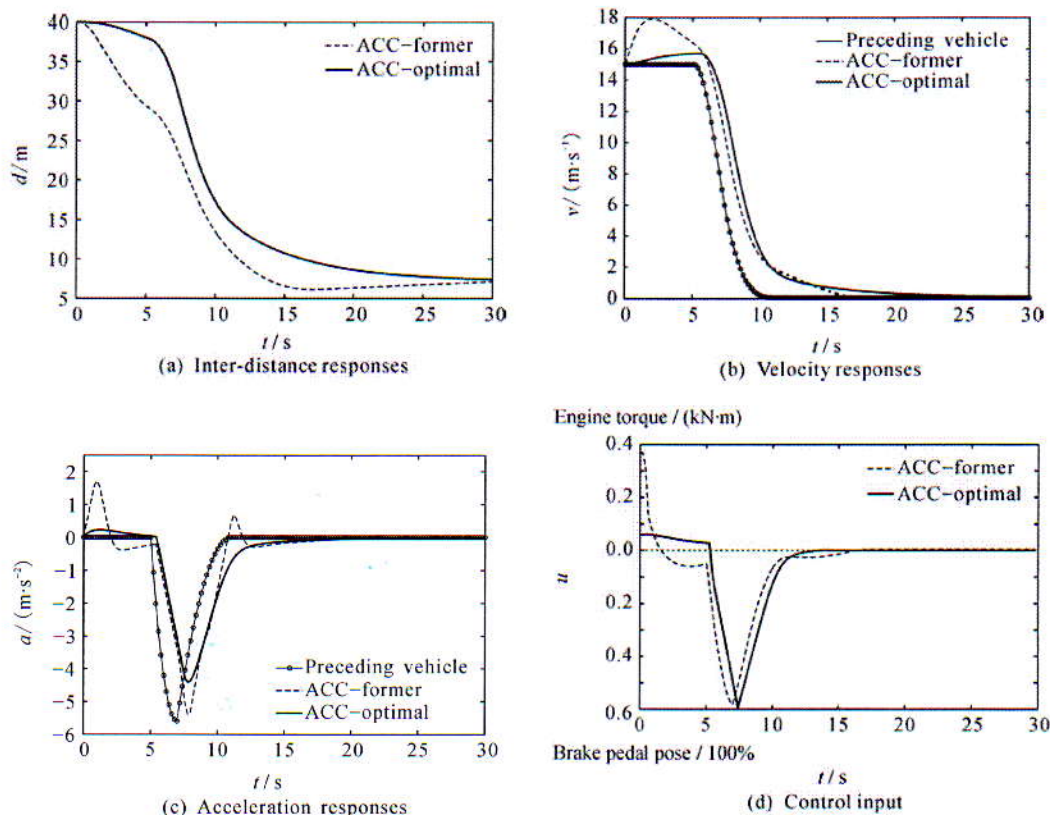 40
35
30
25
20
15
10
5
d/m
ACC-former
ACC-optimal
0 5 10 15 20 25 30
t / s
(a) Inter-distance responses
18
16
14
12
10
8
6
4
2
0
v/ (m·s⁻¹)
Preceding vehicle
ACC-former
ACC-optimal
0 5 10 15 20 25 30
t / s
(b) Velocity responses
2
1
0
−1
−2
−3
−4
−5
−6
a/ (m·s⁻²)
Preceding vehicle
ACC-former
ACC-optimal
0 5 10 15 20 25 30
t / s
(c) Acceleration responses
Engine torque / (kN·m)
0.4
0.2
0.0
0.2
0.4
0.6
u
ACC-former
ACC-optimal
0 5 10 15 20 25 30
Brake pedal pose / 100%
t / s
(d) Control input